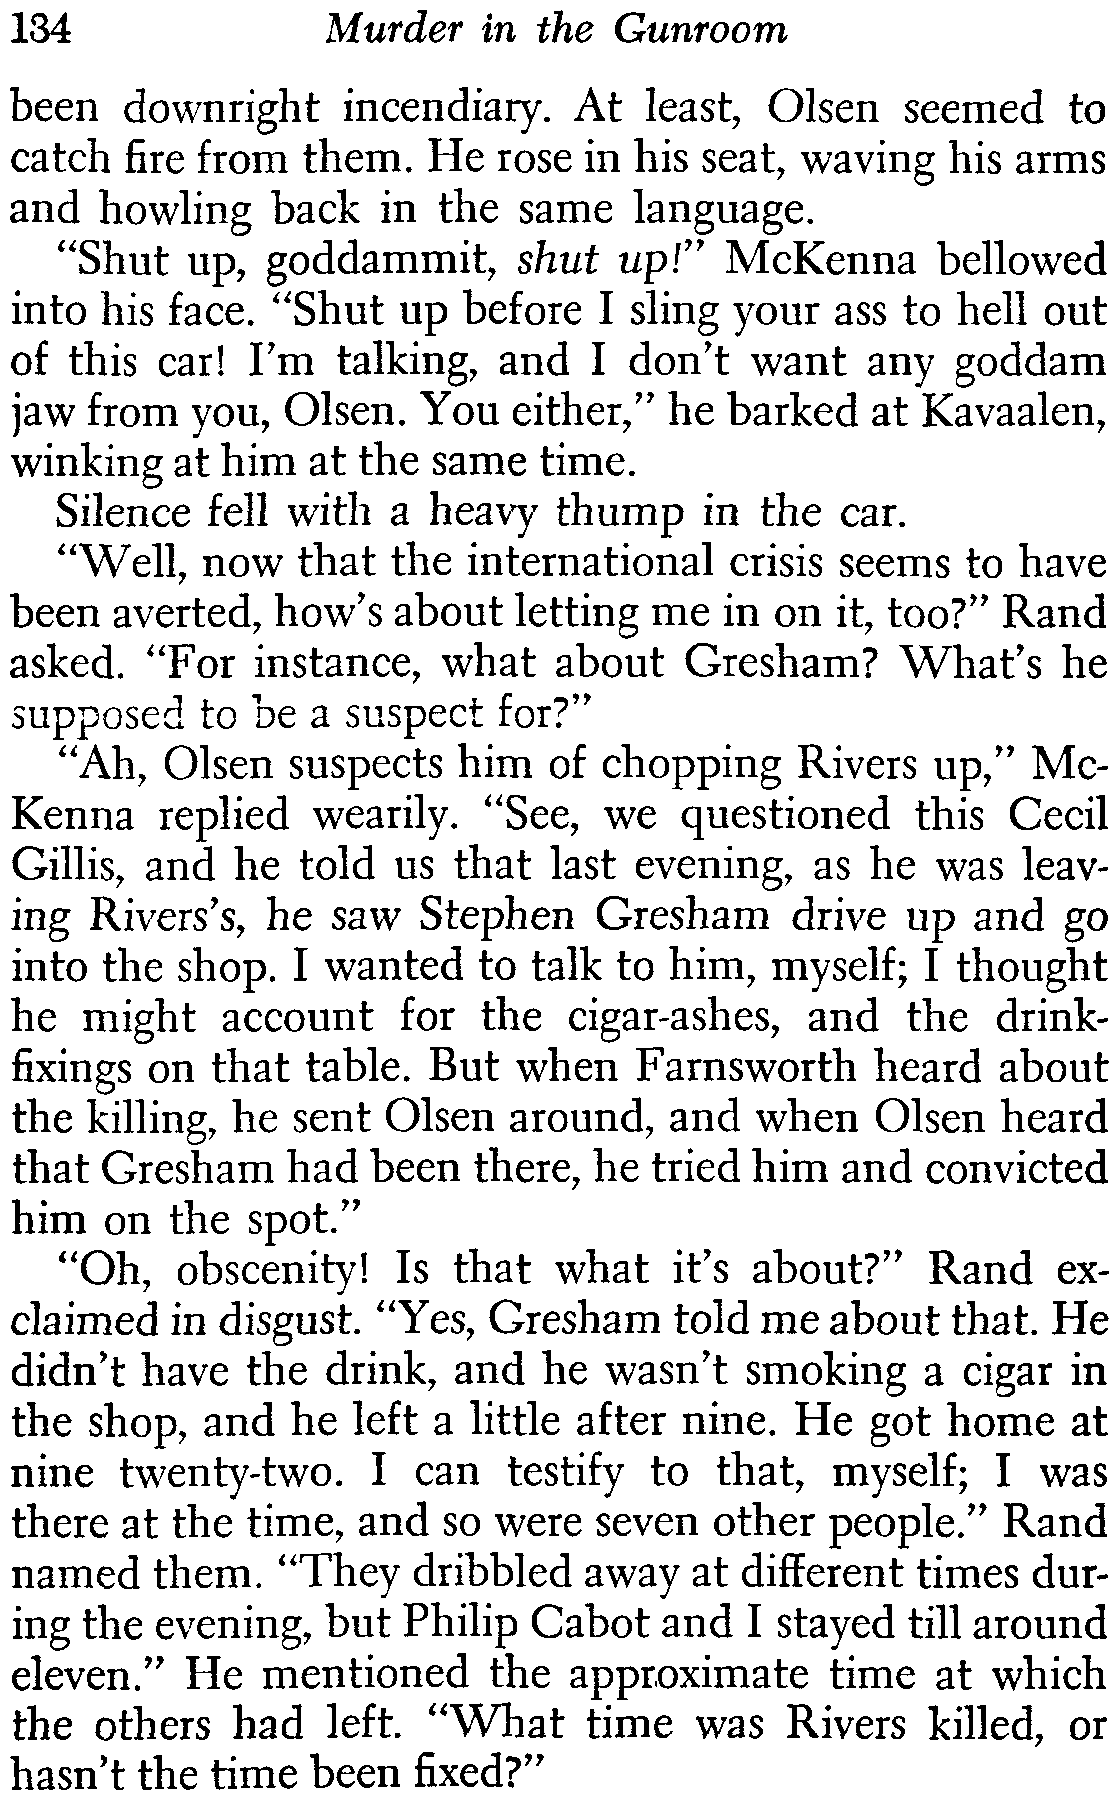 134 Murder in the Gunroom
been downright incendiary. At least, Olsen seemed to
catch fire from them. He rose in his seat, waving his arms
and howling back in the same language.
“Shut up, goddammit, shut up!” McKenna bellowed
into his face. “Shut up before I sling your ass to hell out
of this car! I'm talking, and I don't want any goddam
jaw from you, Olsen. You either,” he barked at Kavaalen,
winking at him at the same time.
Silence fell with a heavy thump in the car.
“Well, now that the international crisis seems to have
been averted, how's about letting me in on it, too?” Rand
asked. “For instance, what about Gresham? What's he
supposed to be a suspect for?”
“Ah, Olsen suspects him of chopping Rivers up,” Mc-
Kenna replied wearily. “See, we questioned this Cecil
Gillis, and he told us that last evening, as he was leav-
ing Rivers's, he saw Stephen Gresham drive up and go
into the shop. I wanted to talk to him, myself; I thought
he might account for the cigar-ashes, and the drink-
fixings on that table. But when Farnsworth heard about
the killing, he sent Olsen around, and when Olsen heard
that Gresham had been there, he tried him and convicted
him on the spot.”
“Oh, obscenity! Is that what it's about?” Rand ex-
claimed in disgust. “Yes, Gresham told me about that. He
didn't have the drink, and he wasn't smoking a cigar in
the shop, and he left a little after nine. He got home at
nine twenty-two. I can testify to that, myself; I was
there at the time, and so were seven other people.” Rand
named them. “They dribbled away at different times dur-
ing the evening, but Philip Cabot and I stayed till around
eleven.” He mentioned the approximate time at which
the others had left. “What time was Rivers killed, or
hasn't the time been fixed?”